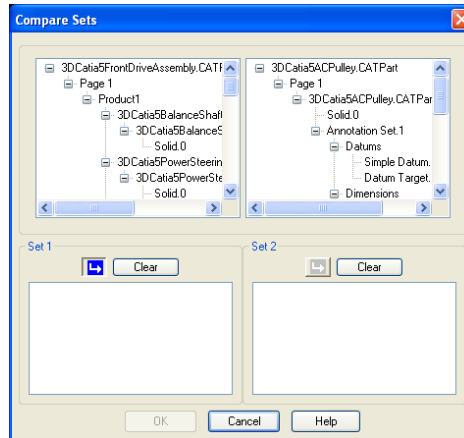 Compare Sets
3DCatia5FrontDriveAssembly.CATF
Page 1
Product1
3DCatia5BalanceShaft
3DCatia5BalanceS
Solid.0
3DCatia5PowerSteerin
3DCatia5PowerSte
Solid.0
3DCatia5ACPulley.CATPart
Page 1
3DCatia5ACPulley.CATPar
Solid.0
Annotation Set.1
Datums
Simple Datum.
Datum Target.
Dimensions
Set 1
Clear
Set 2
Clear
OK
Cancel
Help